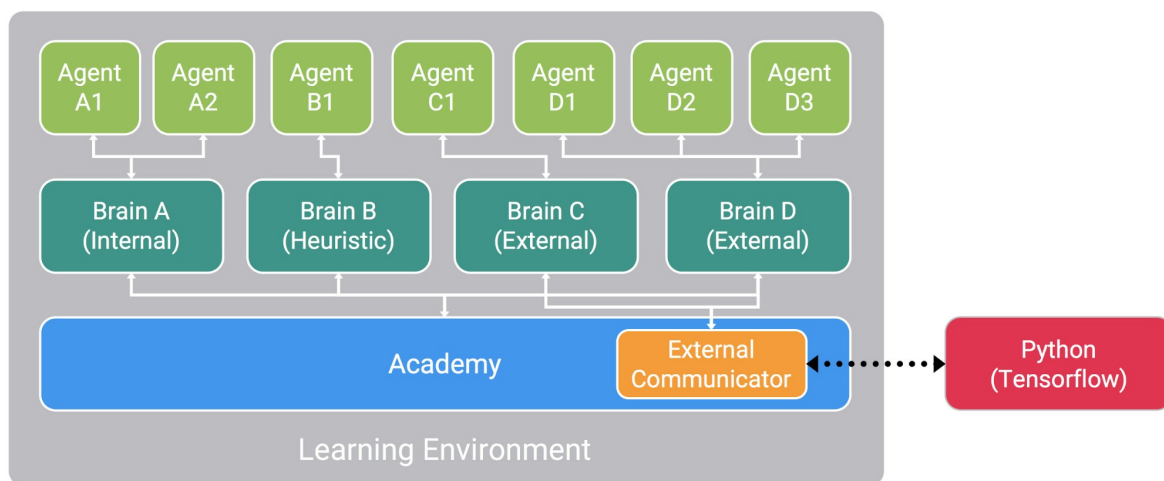 Agent
A1
Agent
A2
Agent
B1
Agent
C1
Agent
D1
Agent
D2
Agent
D3
Brain A
(Internal)
Brain B
(Heuristic)
Brain C
(External)
Brain D
(External)
Academy
External
Communicator
Python
(Tensorflow)
Learning Environment